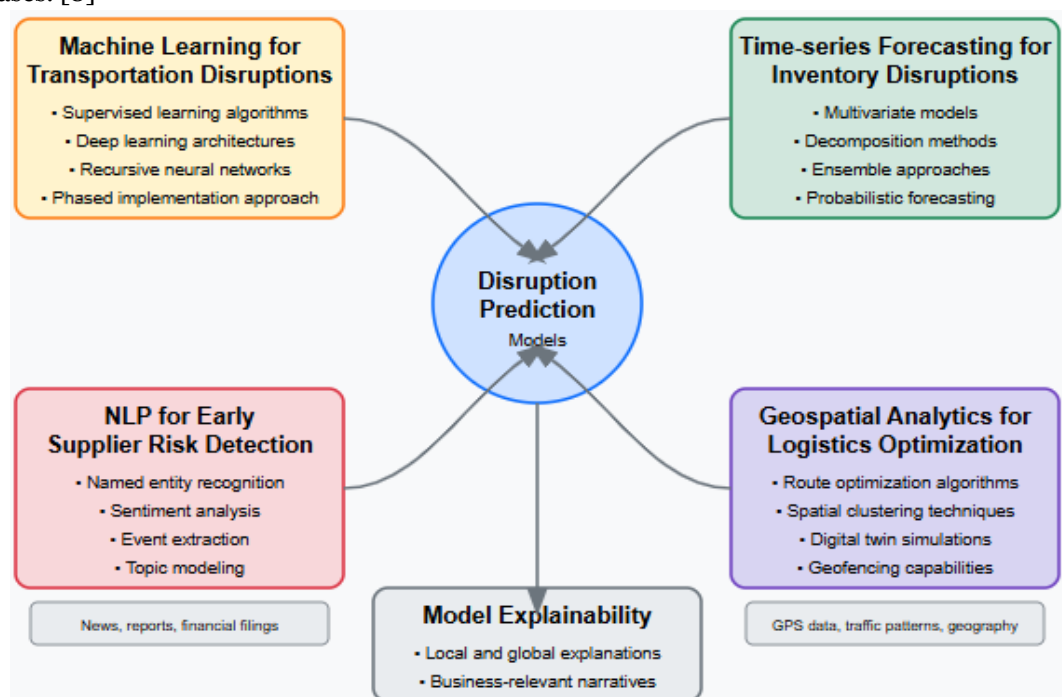 Machine Learning for
Transportation Disruptions
• Supervised learning algorithms
• Deep learning architectures
• Recursive neural networks
• Phased implementation approach
Time-series Forecasting for
Inventory Disruptions
• Multivariate models
• Decomposition methods
• Ensemble approaches
• Probabilistic forecasting
Disruption
Prediction
Models
NLP for Early
Supplier Risk Detection
• Named entity recognition
• Sentiment analysis
• Event extraction
• Topic modeling
News, reports, financial filings
Geospatial Analytics for
Logistics Optimization
• Route optimization algorithms
• Spatial clustering techniques
• Digital twin simulations
• Geofencing capabilities
GPS data, traffic patterns, geography
Model Explainability
• Local and global explanations
• Business-relevant narratives